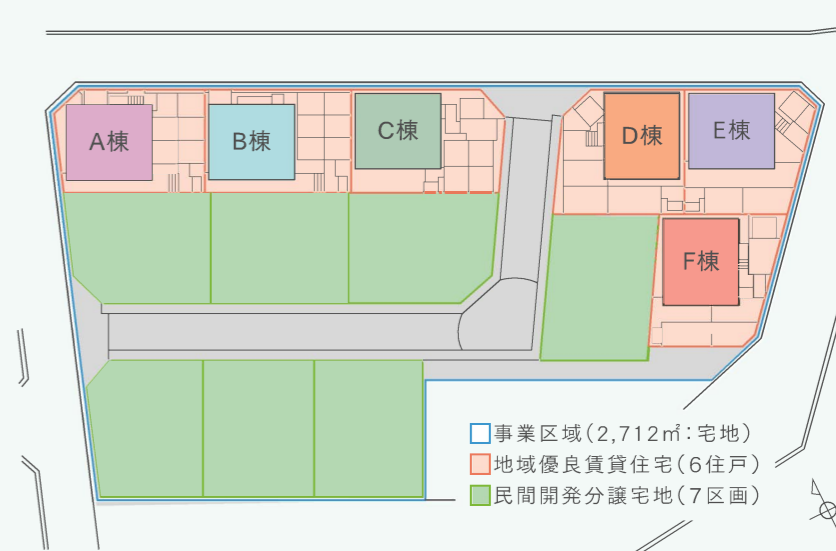 A棟
B棟
C棟
D棟
E棟
F棟
事業区域(2,712㎡:宅地)
地域優良賃貸住宅(6住戸)
民間開発分譲宅地(7区画)